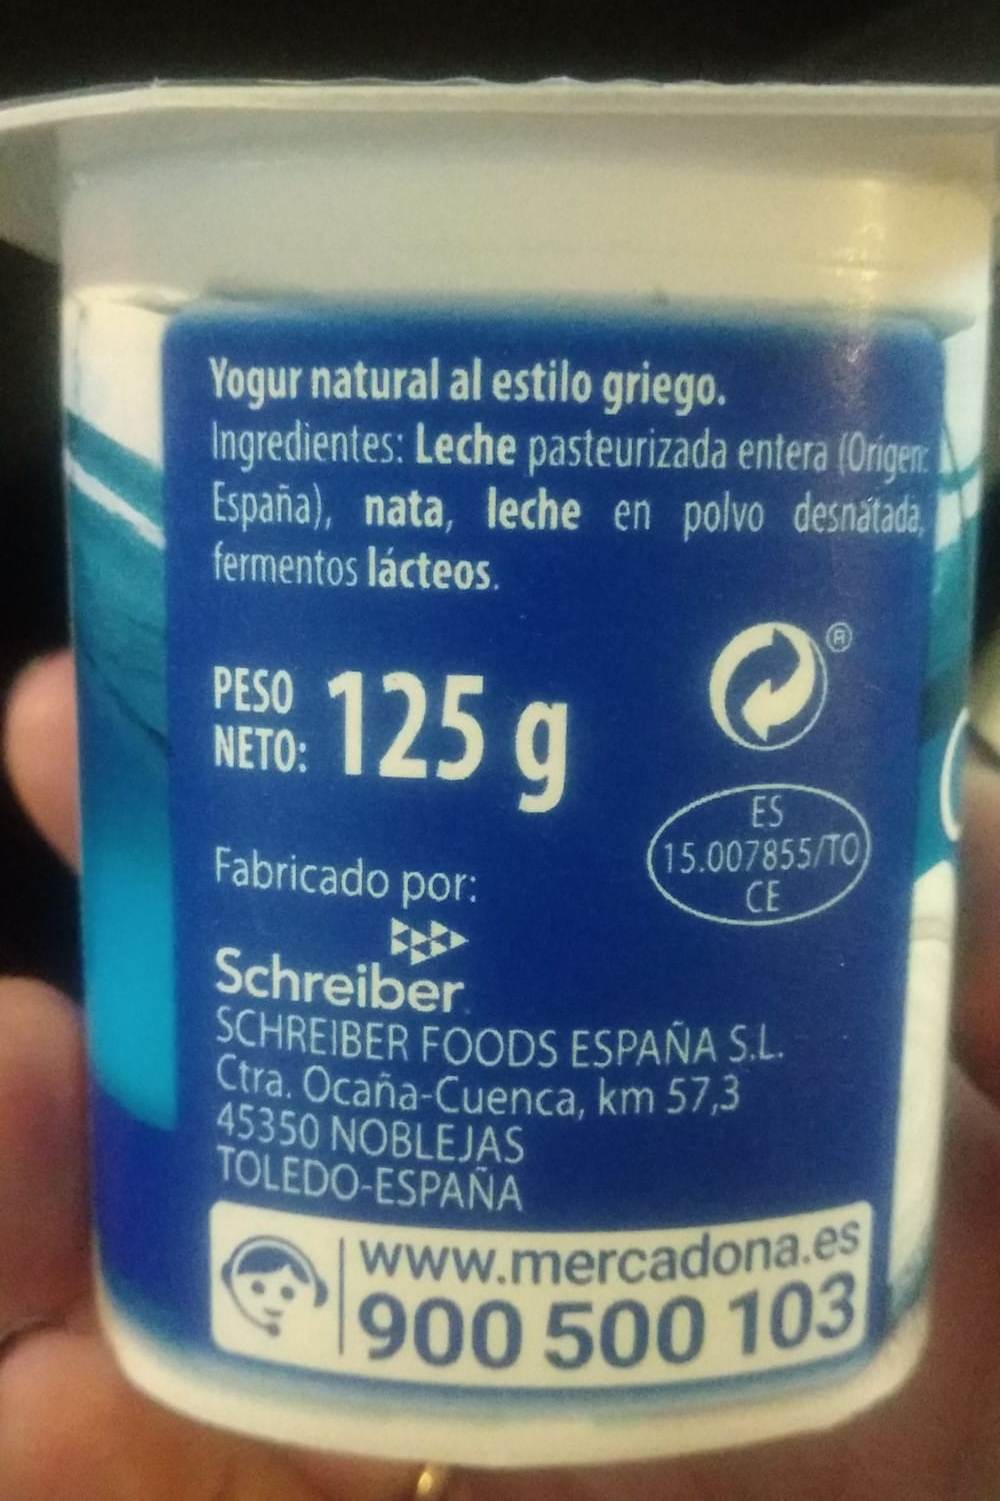 Yogur natural al estilo griego.
Ingredientes: Leche pasteurizada entera (Origen:
España), nata, leche en polvo desnatada,
fermentos lácteos.
PESO
NETO: 125 g
®
ES
15.007855/TO
CE
Fabricado por:
Schreiber
SCHREIBER FOODS ESPAÑA S.L.
Ctra. Ocaña-Cuenca, km 57,3
45350 NOBLEJAS
TOLEDO-ESPAÑA
www.mercadona.es
900 500 103